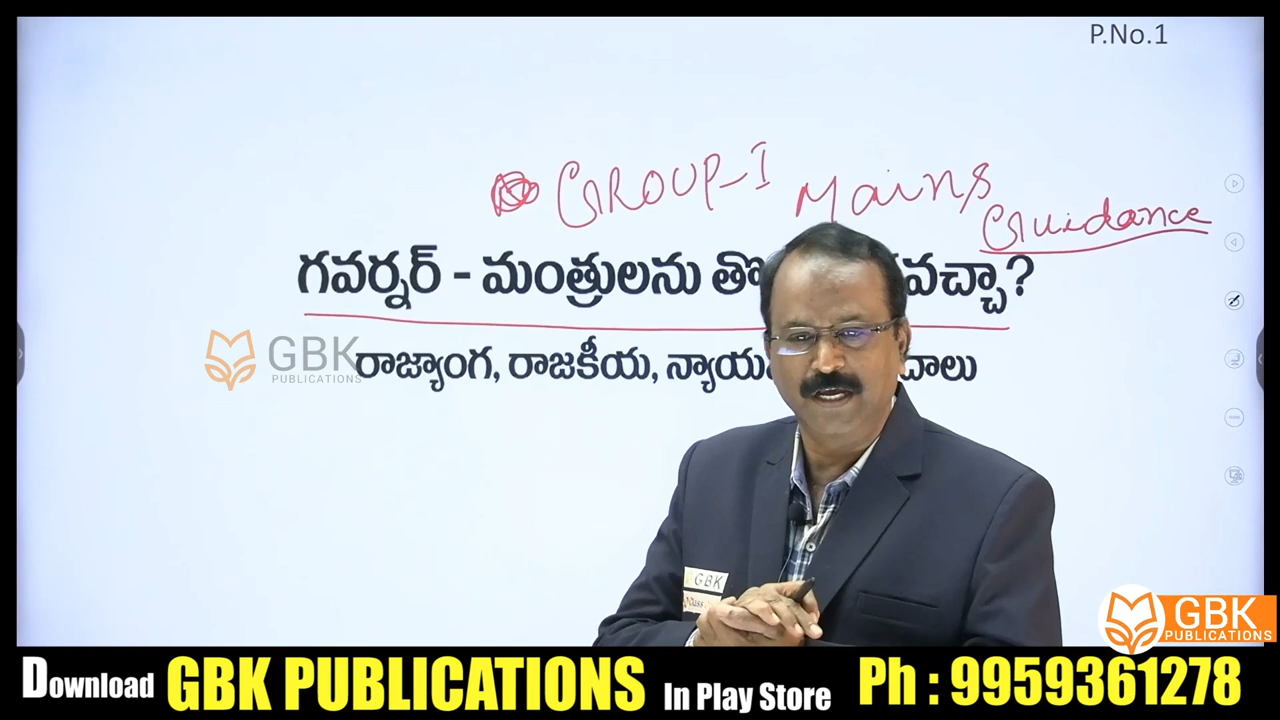 P.No.1
GROUP-I Mains
Guidance
గవర్నర్ - మంత్రులను
వచ్చా?
GBK
PUBLICATIONS
రాజ్యాంగ, రాజకీయ,
GBK
GBK
PUBLICATIONS
Download GBK PUBLICATIONS In Play Store Ph : 9959361278